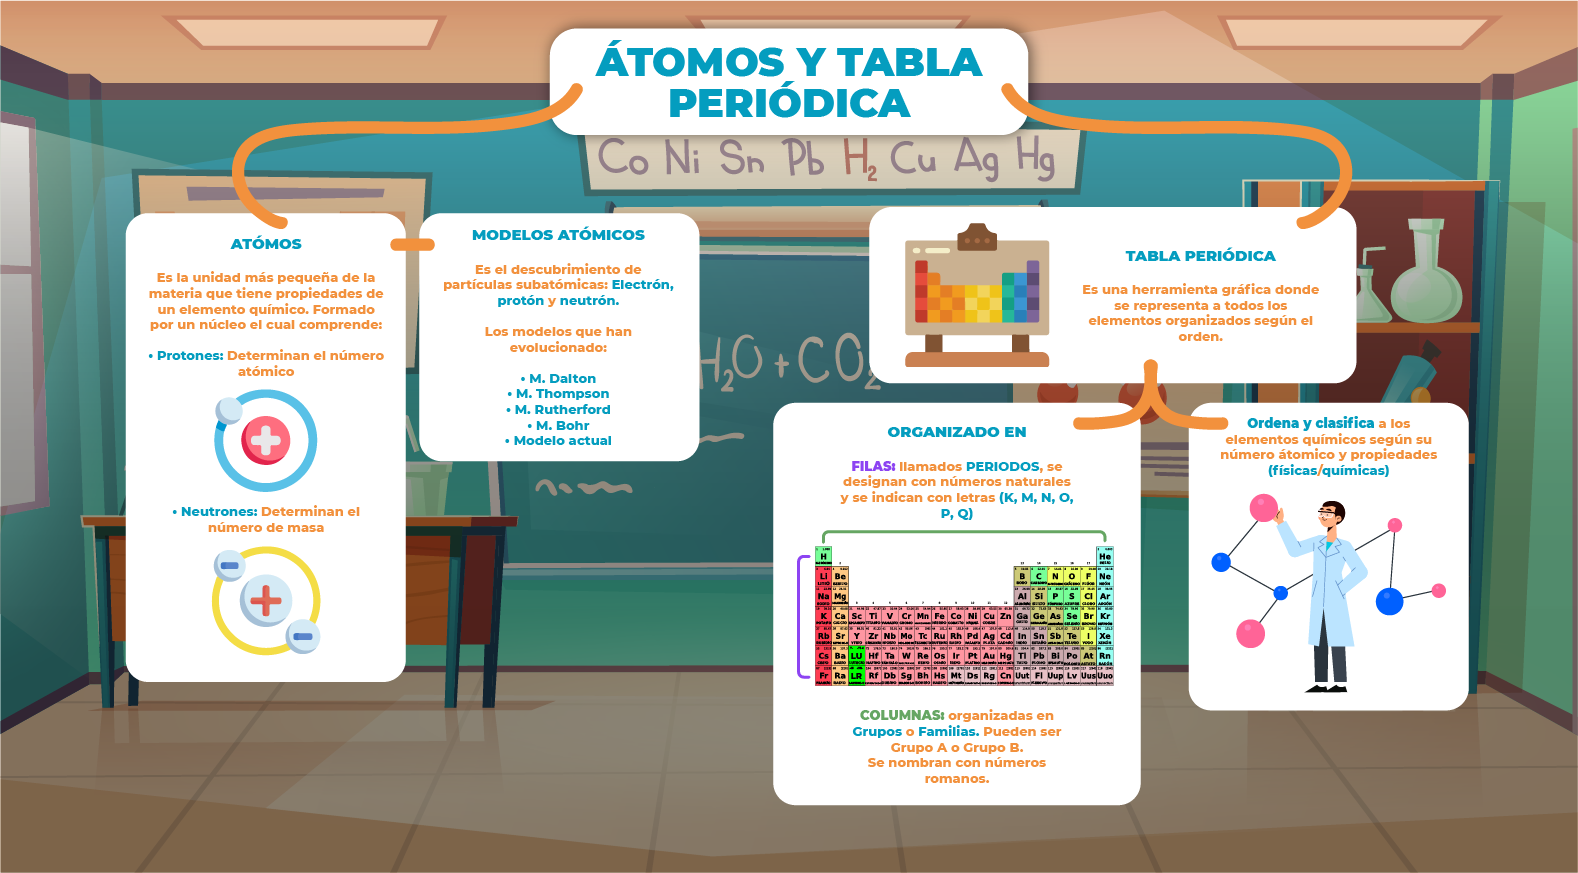 ÁTOMOS Y TABLA
PERIÓDICA
Co Ni Sn Pb H2 Cu Ag Hg
ATÓMOS
Es la unidad más pequeña de la
materia que tiene propiedades de
un elemento químico. Formado
por un núcleo el cual comprende:
• Protones: Determinan el número
atómico
• Neutrones: Determinan el
número de masa
MODELOS ATÓMICOS
Es el descubrimiento de
partículas subatómicas: Electrón,
protón y neutrón.
Los modelos que han
evolucionado:
• M. Dalton
• M. Thompson
• M. Rutherford
• M. Bohr
• Modelo actual
H2O + CO2
TABLA PERIÓDICA
Es una herramienta gráfica donde
se representa a todos los
elementos organizados según el
orden.
ORGANIZADO EN
FILAS: llamados PERIODOS, se
designan con números naturales
y se indican con letras (K, M, N, O,
P, Q)
H He
Li Be B C N O F Ne
Na Mg Al Si P S Cl Ar
K Ca Sc Ti V Cr Mn Fe Co Ni Cu Zn Ga Ge As Se Br Kr
Rb Sr Y Zr Nb Mo Tc Ru Rh Pd Ag Cd In Sn Sb Te I Xe
Cs Ba LU Hf Ta W Re Os Ir Pt Au Hg Tl Pb Bi Po At Rn
Fr Ra LR Rf Db Sg Bh Hs Mt Ds Rg Cn Uut Fl Uup Lv Uus Uuo
COLUMNAS: organizadas en
Grupos o Familias. Pueden ser
Grupo A o Grupo B.
Se nombran con números
romanos.
Ordena y clasifica a los
elementos químicos según su
número átomico y propiedades
(físicas/químicas)